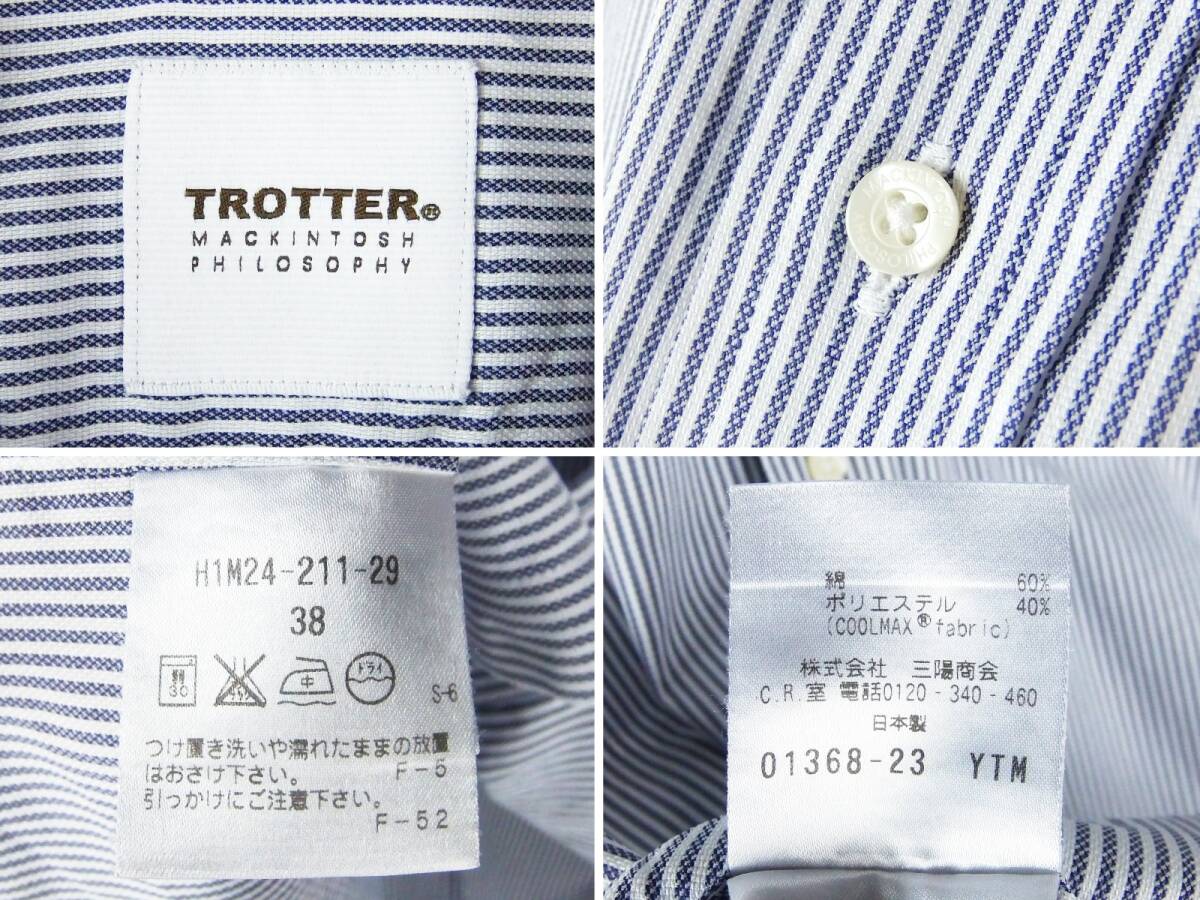 TROTTER®
MACKINTOSH
PHILOSOPHY
MACKINTOSH
PHILOSOPHY
H1M24-211-29
38
30
中
ドライ
S-6
つけ置き洗いや濡れたままの放置
はおさけ下さい。 F-5
引っかけにご注意下さい。
F-52
綿 60%
ポリエステル 40%
(COOLMAX®fabric)
株式会社 三陽商会
C.R.室 電話0120-340-460
日本製
01368-23 YTM